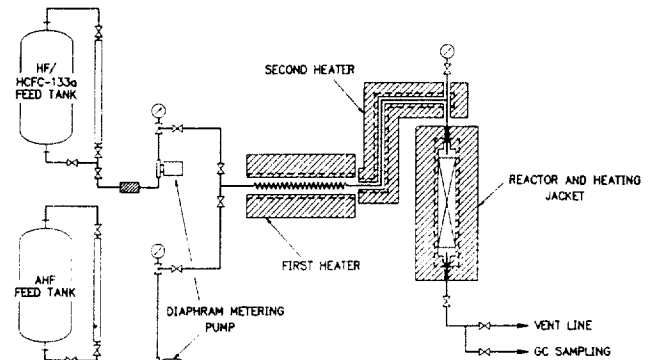 HF/
HCFC-133a
FEED TANK
SECOND HEATER
REACTOR AND HEATING
JACKET
FIRST HEATER
AHF
FEED TANK
DIAPHRAM METERING
PUMP
VENT LINE
GC SAMPLING